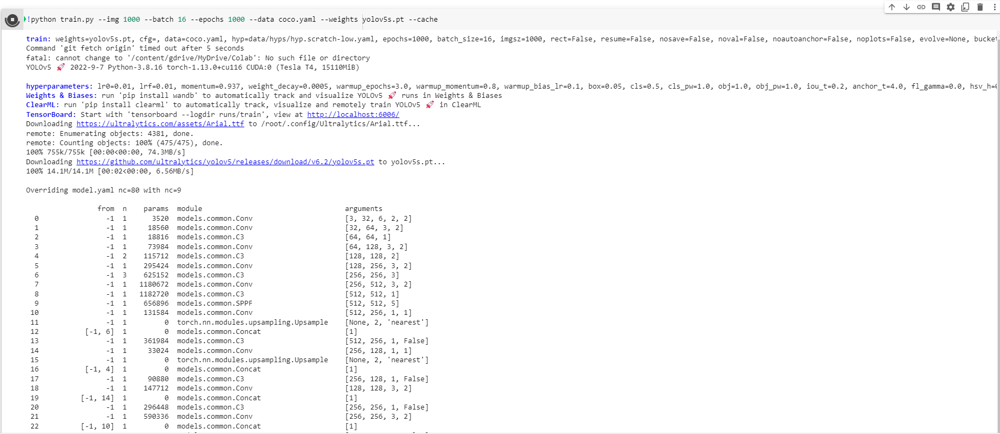 !python train.py --img 1000 --batch 16 --epochs 1000 --data coco.yaml --weights yolov5s.pt --cache
train: weights=yolov5s.pt, cfg=, data=coco.yaml, hyp=data/hyps/hyp.scratch-low.yaml, epochs=1000, batch_size=16, imgsz=1000, rect=False, resume=False, nosave=False, noval=False, noautoanchor=False, noplots=False, evolve=None, bucket
Command 'git fetch origin' timed out after 5 seconds
fatal: cannot change to '/content/gdrive/MyDrive/Colab': No such file or directory
YOLOv5 🚀 2022-9-7 Python-3.8.16 torch-1.13.0+cu116 CUDA:0 (Tesla T4, 15110MiB)
hyperparameters: lr0=0.01, lrf=0.01, momentum=0.937, weight_decay=0.0005, warmup_epochs=3.0, warmup_momentum=0.8, warmup_bias_lr=0.1, box=0.05, cls=0.5, cls_pw=1.0, obj=1.0, obj_pw=1.0, iou_t=0.2, anchor_t=4.0, fl_gamma=0.0, hsv_h=0
Weights & Biases: run 'pip install wandb' to automatically track and visualize YOLOv5 🚀 runs in Weights & Biases
ClearML: run 'pip install clearml' to automatically track, visualize and remotely train YOLOv5 🚀 in ClearML
TensorBoard: Start with 'tensorboard --logdir runs/train', view at http://localhost:6006/
Downloading https://ultralytics.com/assets/Arial.ttf to /root/.config/Ultralytics/Arial.ttf...
remote: Enumerating objects: 4381, done.
remote: Counting objects: 100% (475/475), done.
100% 755k/755k [00:00<00:00, 74.3MB/s]
Downloading https://github.com/ultralytics/yolov5/releases/download/v6.2/yolov5s.pt to yolov5s.pt...
100% 14.1M/14.1M [00:02<00:00, 6.56MB/s]
Overriding model.yaml nc=80 with nc=9
from n params module arguments
0 -1 1 3520 models.common.Conv [3, 32, 6, 2, 2]
1 -1 1 18560 models.common.Conv [32, 64, 3, 2]
2 -1 1 18816 models.common.C3 [64, 64, 1]
3 -1 1 73984 models.common.Conv [64, 128, 3, 2]
4 -1 2 115712 models.common.C3 [128, 128, 2]
5 -1 1 295424 models.common.Conv [128, 256, 3, 2]
6 -1 3 625152 models.common.C3 [256, 256, 3]
7 -1 1 1180672 models.common.Conv [256, 512, 3, 2]
8 -1 1 1182720 models.common.C3 [512, 512, 1]
9 -1 1 656896 models.common.SPPF [512, 512, 5]
10 -1 1 131584 models.common.Conv [512, 256, 1, 1]
11 -1 1 0 torch.nn.modules.upsampling.Upsample [None, 2, 'nearest']
12 [-1, 6] 1 0 models.common.Concat [1]
13 -1 1 361984 models.common.C3 [512, 256, 1, False]
14 -1 1 33024 models.common.Conv [256, 128, 1, 1]
15 -1 1 0 torch.nn.modules.upsampling.Upsample [None, 2, 'nearest']
16 [-1, 4] 1 0 models.common.Concat [1]
17 -1 1 90880 models.common.C3 [256, 128, 1, False]
18 -1 1 147712 models.common.Conv [128, 128, 3, 2]
19 [-1, 14] 1 0 models.common.Concat [1]
20 -1 1 296448 models.common.C3 [256, 256, 1, False]
21 -1 1 590336 models.common.Conv [256, 256, 3, 2]
22 [-1, 10] 1 0 models.common.Concat [1]